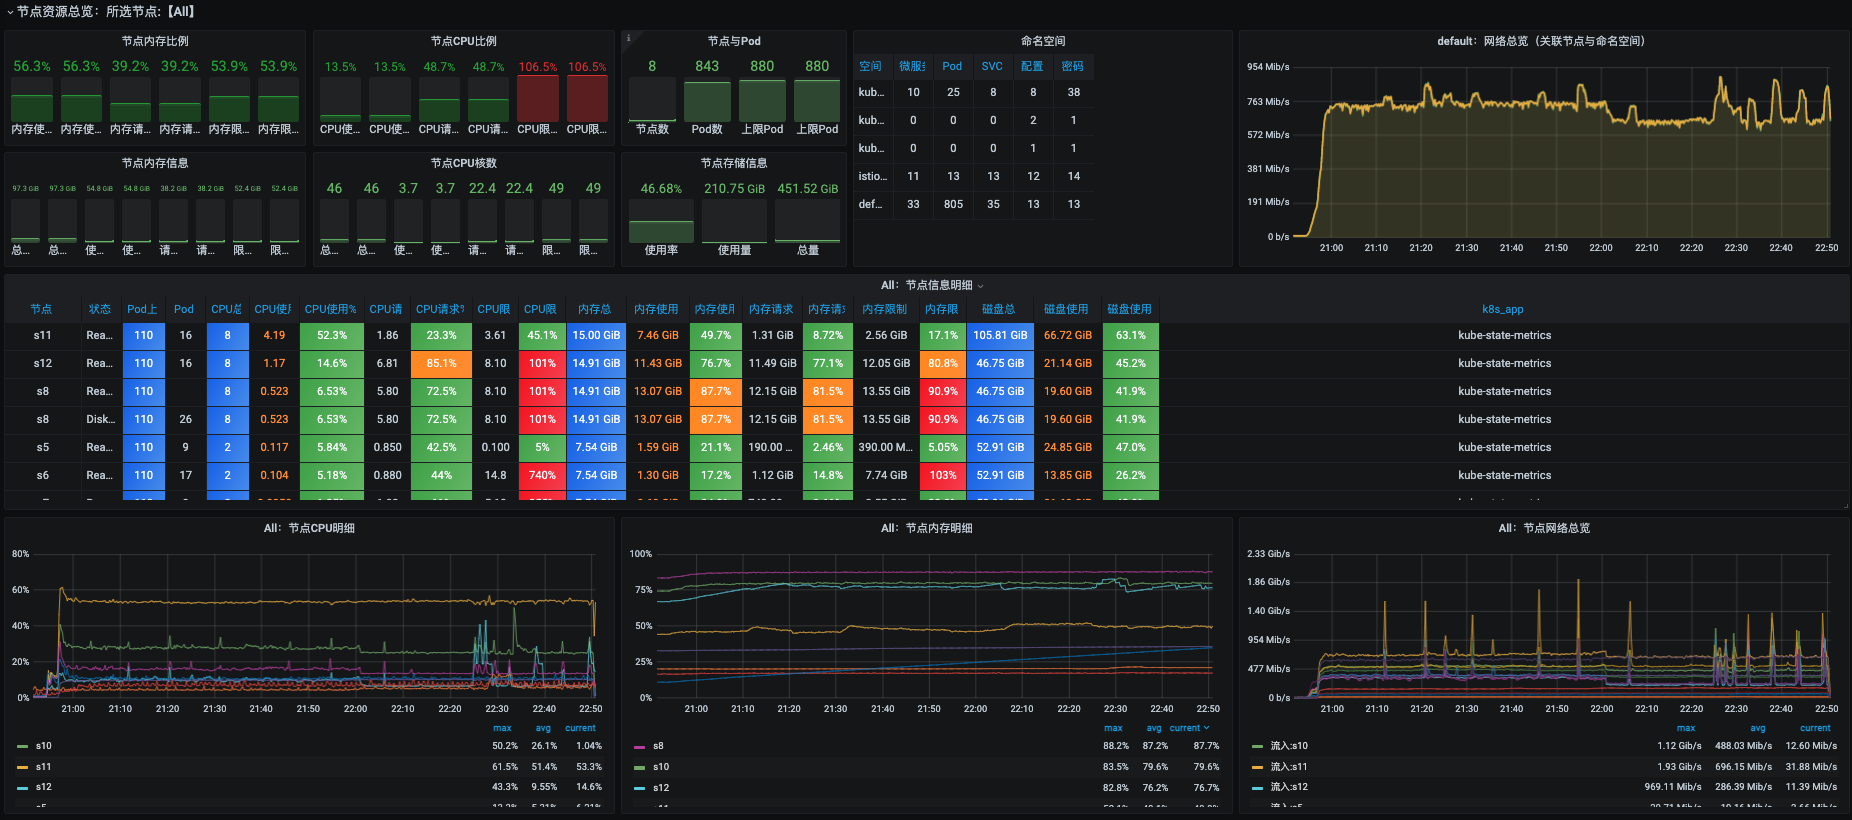 节点资源总览：所选节点:【All】
节点内存比例
56.3% 56.3% 39.2% 39.2% 53.9% 53.9%
内存使... 内存使... 内存请... 内存请... 内存限... 内存限...
节点CPU比例
13.5% 13.5% 48.7% 48.7% 106.5% 106.5%
CPU使... CPU使... CPU请... CPU请... CPU限... CPU限...
节点与Pod
8 843 880 880
节点数 Pod数 上限Pod 上限Pod
命名空间
空间 微服务 Pod SVC 配置 密码
kub... 10 25 8 8 38
kub... 0 0 0 2 1
kub... 0 0 0 1 1
istio... 11 13 13 12 14
def... 33 805 35 13 13
default：网络总览（关联节点与命名空间）
954 Mib/s
763 Mib/s
572 Mib/s
381 Mib/s
191 Mib/s
0 b/s
21:00 21:10 21:20 21:30 21:40 21:50 22:00 22:10 22:20 22:30 22:40 22:50
节点内存信息
97.3 GiB 97.3 GiB 54.8 GiB 54.8 GiB 38.2 GiB 38.2 GiB 52.4 GiB 52.4 GiB
总... 总... 使... 使... 请... 请... 限... 限...
节点CPU核数
46 46 3.7 3.7 22.4 22.4 49 49
总... 总... 使... 使... 请... 请... 限... 限...
节点存储信息
46.68% 210.75 GiB 451.52 GiB
使用率 使用量 总量
All：节点信息明细
节点 状态 Pod上 Pod CPU总 CPU使用 CPU使用% CPU请 CPU请求% CPU限 CPU限 内存总 内存使用 内存使用 内存请求 内存请求 内存限制 内存限 磁盘总 磁盘使用 磁盘使用 k8s_app
s11 Rea... 110 16 8 4.19 52.3% 1.86 23.3% 3.61 45.1% 15.00 GiB 7.46 GiB 49.7% 1.31 GiB 8.72% 2.56 GiB 17.1% 105.81 GiB 66.72 GiB 63.1% kube-state-metrics
s12 Rea... 110 16 8 1.17 14.6% 6.81 85.1% 8.10 101% 14.91 GiB 11.43 GiB 76.7% 11.49 GiB 77.1% 12.05 GiB 80.8% 46.75 GiB 21.14 GiB 45.2% kube-state-metrics
s8 Rea... 110 8 0.523 6.53% 5.80 72.5% 8.10 101% 14.91 GiB 13.07 GiB 87.7% 12.15 GiB 81.5% 13.55 GiB 90.9% 46.75 GiB 19.60 GiB 41.9% kube-state-metrics
s8 Disk... 110 26 8 0.523 6.53% 5.80 72.5% 8.10 101% 14.91 GiB 13.07 GiB 87.7% 12.15 GiB 81.5% 13.55 GiB 90.9% 46.75 GiB 19.60 GiB 41.9% kube-state-metrics
s5 Rea... 110 9 2 0.117 5.84% 0.850 42.5% 0.100 5% 7.54 GiB 1.59 GiB 21.1% 190.00 ... 2.46% 390.00 M... 5.05% 52.91 GiB 24.85 GiB 47.0% kube-state-metrics
s6 Rea... 110 17 2 0.104 5.18% 0.880 44% 14.8 740% 7.54 GiB 1.30 GiB 17.2% 1.12 GiB 14.8% 7.74 GiB 103% 52.91 GiB 13.85 GiB 26.2% kube-state-metrics
All：节点CPU明细
80%
60%
40%
20%
0%
21:00 21:10 21:20 21:30 21:40 21:50 22:00 22:10 22:20 22:30 22:40 22:50
max avg current
s10 50.2% 26.1% 1.04%
s11 61.5% 51.4% 53.3%
s12 43.3% 9.55% 14.6%
All：节点内存明细
100%
75%
50%
25%
0%
21:00 21:10 21:20 21:30 21:40 21:50 22:00 22:10 22:20 22:30 22:40 22:50
max avg current
s8 88.2% 87.2% 87.7%
s10 83.5% 79.6% 79.6%
s12 82.8% 76.2% 76.7%
All：节点网络总览
2.33 Gib/s
1.86 Gib/s
1.40 Gib/s
954 Mib/s
477 Mib/s
0 b/s
21:00 21:10 21:20 21:30 21:40 21:50 22:00 22:10 22:20 22:30 22:40 22:50
max avg current
流入:s10 1.12 Gib/s 488.03 Mib/s 12.60 Mib/s
流入:s11 1.93 Gib/s 696.15 Mib/s 31.88 Mib/s
流入:s12 969.11 Mib/s 286.39 Mib/s 11.39 Mib/s